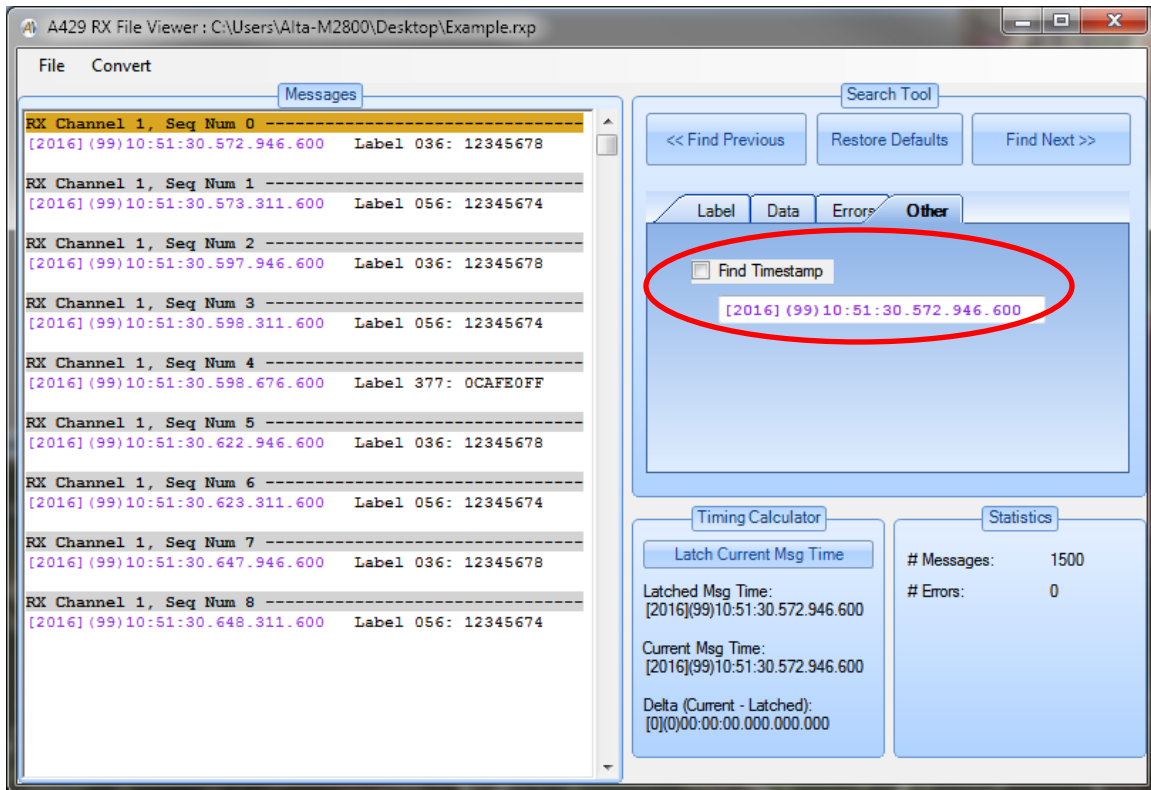 A429 RX File Viewer : C:\Users\Alta-M2800\Desktop\Example.rxp
File Convert
Messages
RX Channel 1, Seq Num 0 ----------------------------------
[2016](99)10:51:30.572.946.600 Label 036: 12345678
RX Channel 1, Seq Num 1 ----------------------------------
[2016](99)10:51:30.573.311.600 Label 056: 12345674
RX Channel 1, Seq Num 2 ----------------------------------
[2016](99)10:51:30.597.946.600 Label 036: 12345678
RX Channel 1, Seq Num 3 ----------------------------------
[2016](99)10:51:30.598.311.600 Label 056: 12345674
RX Channel 1, Seq Num 4 ----------------------------------
[2016](99)10:51:30.598.676.600 Label 377: 0CAFE0FF
RX Channel 1, Seq Num 5 ----------------------------------
[2016](99)10:51:30.622.946.600 Label 036: 12345678
RX Channel 1, Seq Num 6 ----------------------------------
[2016](99)10:51:30.623.311.600 Label 056: 12345674
RX Channel 1, Seq Num 7 ----------------------------------
[2016](99)10:51:30.647.946.600 Label 036: 12345678
RX Channel 1, Seq Num 8 ----------------------------------
[2016](99)10:51:30.648.311.600 Label 056: 12345674
Search Tool
<< Find Previous Restore Defaults Find Next >>
Label Data Errors Other
Find Timestamp
[2016](99)10:51:30.572.946.600
Timing Calculator
Latch Current Msg Time
Latched Msg Time:
[2016](99)10:51:30.572.946.600
Current Msg Time:
[2016](99)10:51:30.572.946.600
Delta (Current - Latched):
[0](0)00:00:00.000.000.000
Statistics
# Messages: 1500
# Errors: 0